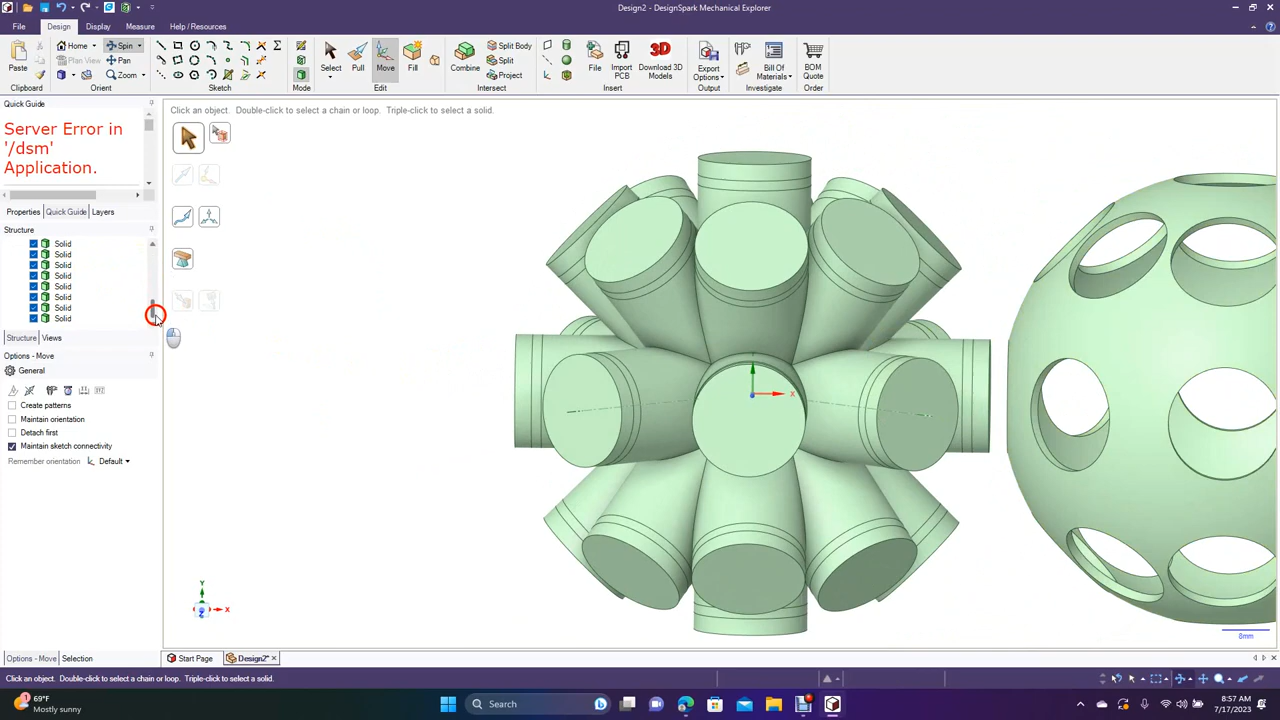 Design2 - DesignSpark Mechanical Explorer
File
Design
Display
Measure
Help / Resources
Paste
Home
Spin
Plan View
Pan
Zoom
Select
Pull
Move
Fill
Combine
Split Body
Split
Project
File
Import PCB
Download 3D Models
Export Options
Bill Of Materials
BOM Quote
Clipboard
Orient
Sketch
Mode
Edit
Intersect
Insert
Output
Investigate
Order
Quick Guide
Click an object. Double-click to select a chain or loop. Triple-click to select a solid.
Server Error in
'/dsm'
Application.
Properties
Quick Guide
Layers
Structure
Solid
Solid
Solid
Solid
Solid
Solid
Solid
Solid
Structure
Views
Options - Move
General
Create patterns
Maintain orientation
Detach first
Maintain sketch connectivity
Remember orientation
Default
X
Y
X
Z
8mm
Options - Move
Selection
Start Page
Design2*
Click an object. Double-click to select a chain or loop. Triple-click to select a solid.
69°F
Mostly sunny
Search
8:57 AM
7/17/2023